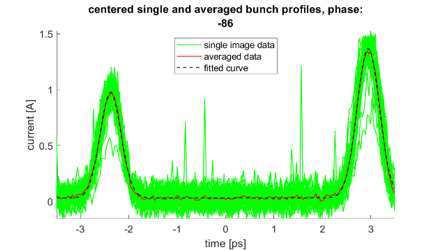 centered single and averaged bunch profiles, phase:
-86
single image data
averaged data
fitted curve
current [A]
1.5
1
0.5
0
-3
-2
-1
0
1
2
3
time [ps]